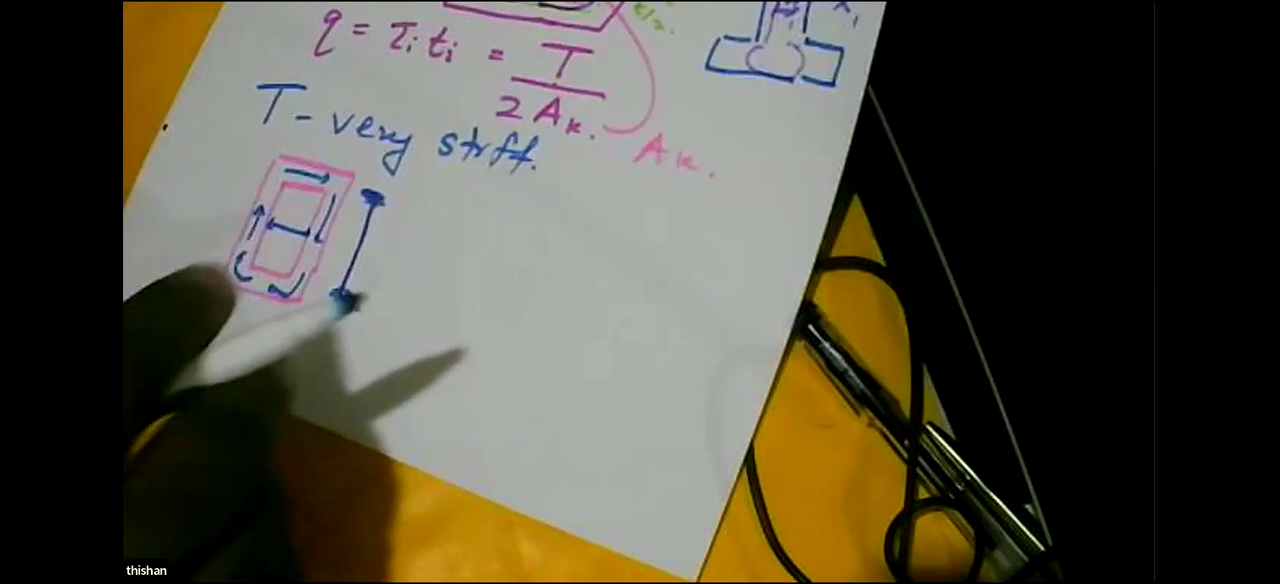 q = τᵢ tᵢ = T / 2 Aₖ.
T - very stiff.
Aₖ.
thishan